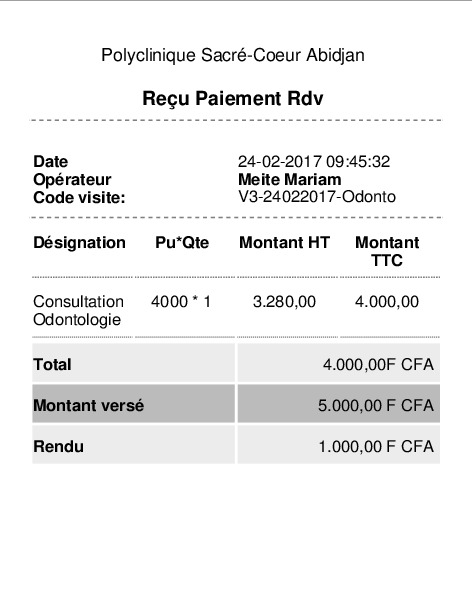 Polyclinique Sacré-Coeur Abidjan
Reçu Paiement Rdv
Date 24-02-2017 09:45:32
Opérateur Meite Mariam
Code visite: V3-24022017-Odonto
Désignation Pu*Qte Montant HT Montant
TTC
Consultation 4000 * 1 3.280,00 4.000,00
Odontologie
Total 4.000,00F CFA
Montant versé 5.000,00 F CFA
Rendu 1.000,00 F CFA